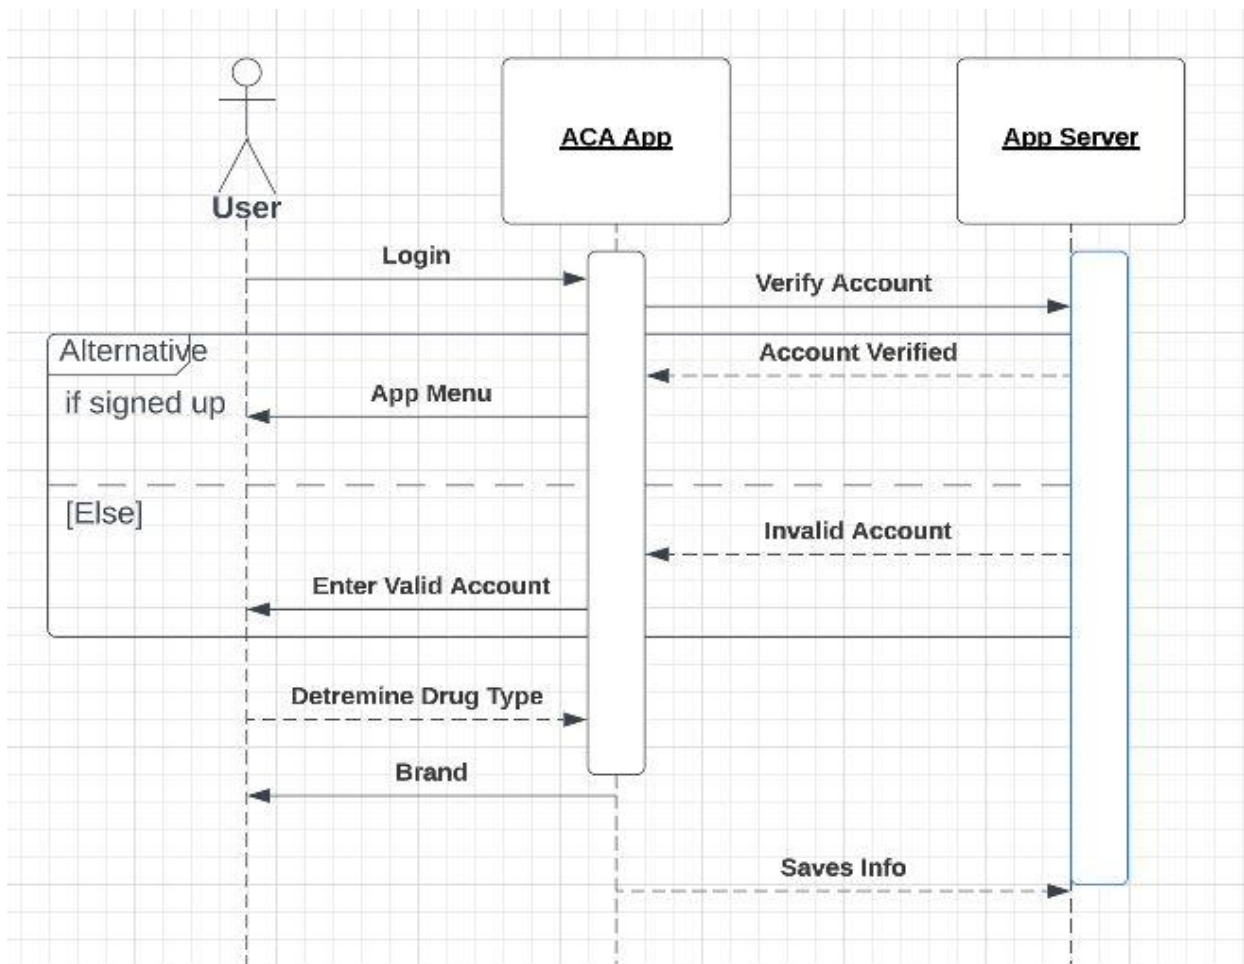 ACA App
App Server
User
Login
Verify Account
Alternative
Account Verified
if signed up
App Menu
[Else]
Invalid Account
Enter Valid Account
Detremine Drug Type
Brand
Saves Info